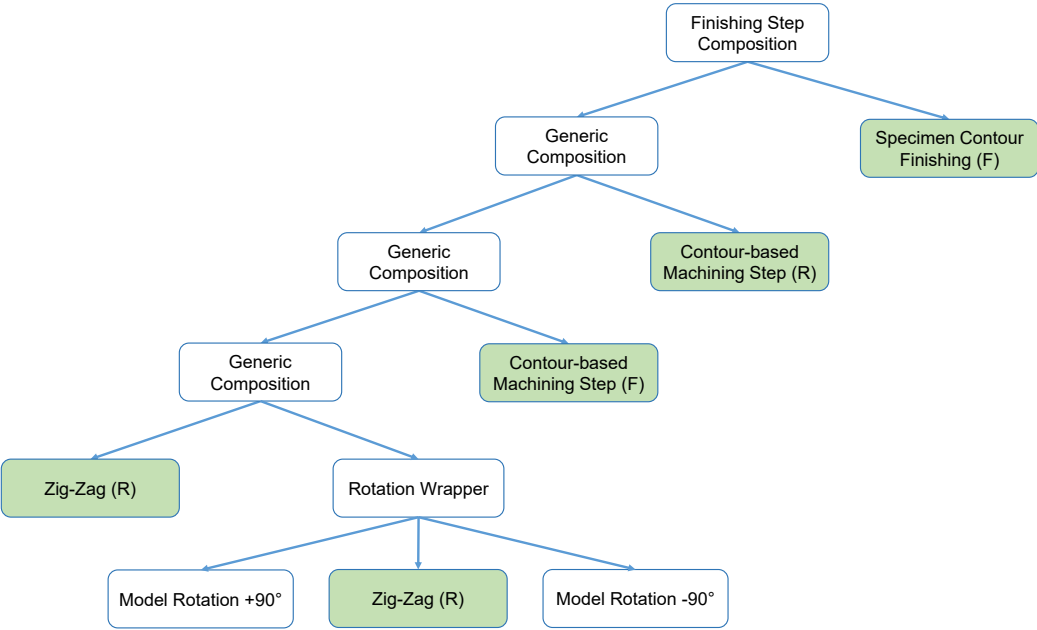 Finishing Step
Composition
Generic
Composition
Specimen Contour
Finishing (F)
Generic
Composition
Contour-based
Machining Step (R)
Generic
Composition
Contour-based
Machining Step (F)
Zig-Zag (R)
Rotation Wrapper
Model Rotation +90°
Zig-Zag (R)
Model Rotation -90°